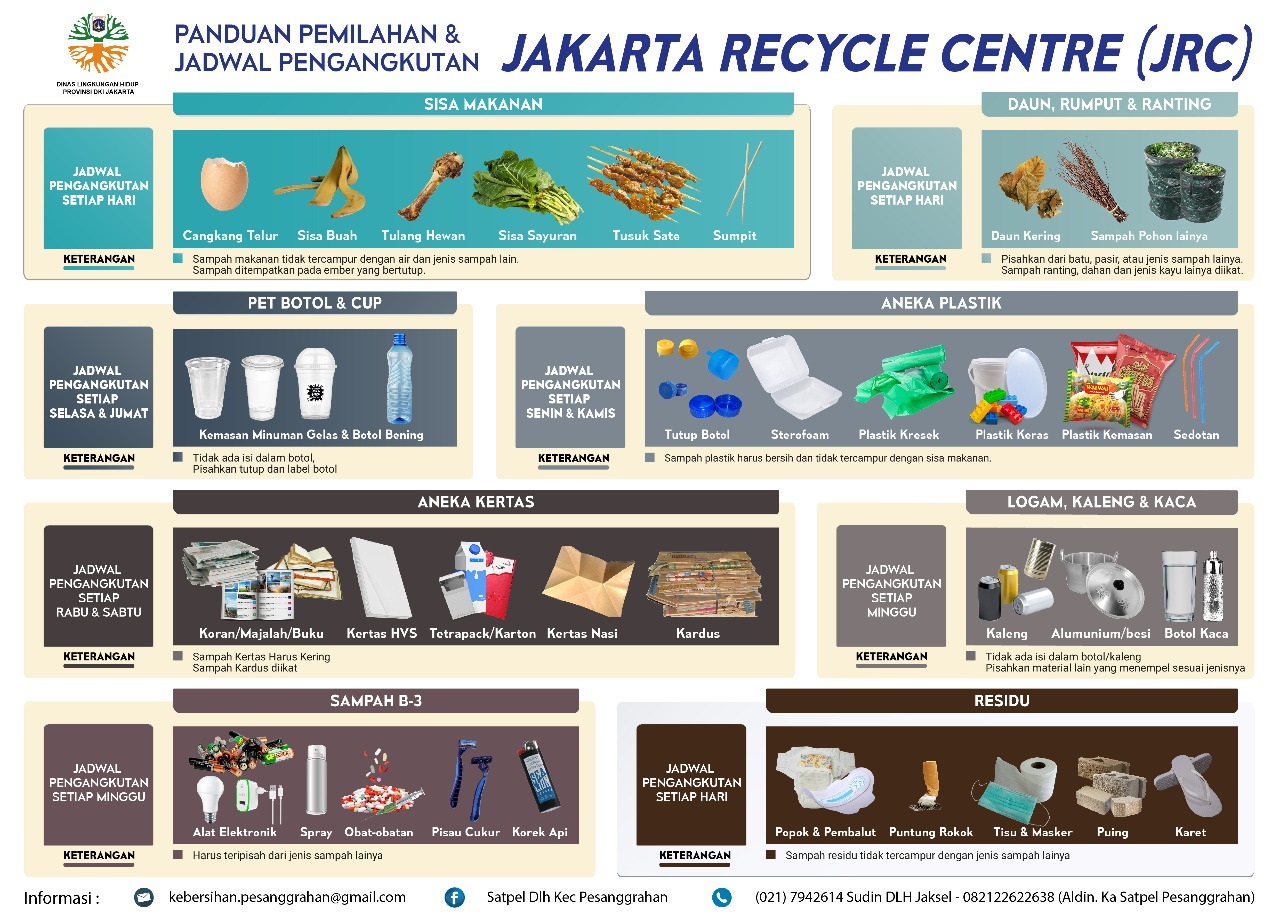 DINAS LINGKUNGAN HIDUP
PROVINSI DKI JAKARTA
PANDUAN PEMILAHAN &
JADWAL PENGANGKUTAN
JAKARTA RECYCLE CENTRE (JRC)
SISA MAKANAN
JADWAL
PENGANGKUTAN
SETIAP HARI
Cangkang Telur
Sisa Buah
Tulang Hewan
Sisa Sayuran
Tusuk Sate
Sumpit
KETERANGAN
Sampah makanan tidak tercampur dengan air dan jenis sampah lain.
Sampah ditempatkan pada ember yang bertutup.
DAUN, RUMPUT & RANTING
JADWAL
PENGANGKUTAN
SETIAP HARI
Daun Kering
Sampah Pohon lainya
KETERANGAN
Pisahkan dari batu, pasir, atau jenis sampah lainya.
Sampah ranting, dahan dan jenis kayu lainya diikat.
PET BOTOL & CUP
JADWAL
PENGANGKUTAN
SETIAP
SELASA & JUMAT
Kemasan Minuman Gelas & Botol Bening
KETERANGAN
Tidak ada isi dalam botol,
Pisahkan tutup dan label botol
ANEKA PLASTIK
JADWAL
PENGANGKUTAN
SETIAP
SENIN & KAMIS
Tutup Botol
Sterofoam
Plastik Kresek
Plastik Keras
Plastik Kemasan
Sedotan
KETERANGAN
Sampah plastik harus bersih dan tidak tercampur dengan sisa makanan.
ANEKA KERTAS
JADWAL
PENGANGKUTAN
SETIAP
RABU & SABTU
Koran/Majalah/Buku
Kertas HVS
Tetrapack/Karton
Kertas Nasi
Kardus
KETERANGAN
Sampah Kertas Harus Kering
Sampah Kardus diikat
LOGAM, KALENG & KACA
JADWAL
PENGANGKUTAN
SETIAP
MINGGU
Kaleng
Alumunium/besi
Botol Kaca
KETERANGAN
Tidak ada isi dalam botol/kaleng
Pisahkan material lain yang menempel sesuai jenisnya
SAMPAH B-3
JADWAL
PENGANGKUTAN
SETIAP MINGGU
Alat Elektronik
Spray
Obat-obatan
Pisau Cukur
Korek Api
KETERANGAN
Harus teripisah dari jenis sampah lainya
RESIDU
JADWAL
PENGANGKUTAN
SETIAP HARI
Popok & Pembalut
Puntung Rokok
Tisu & Masker
Puing
Karet
KETERANGAN
Sampah residu tidak tercampur dengan jenis sampah lainya
Informasi :
kebersihan.pesanggrahan@gmail.com
Satpel Dlh Kec Pesanggrahan
(021) 7942614 Sudin DLH Jaksel - 082122622638 (Aldin. Ka Satpel Pesanggrahan)